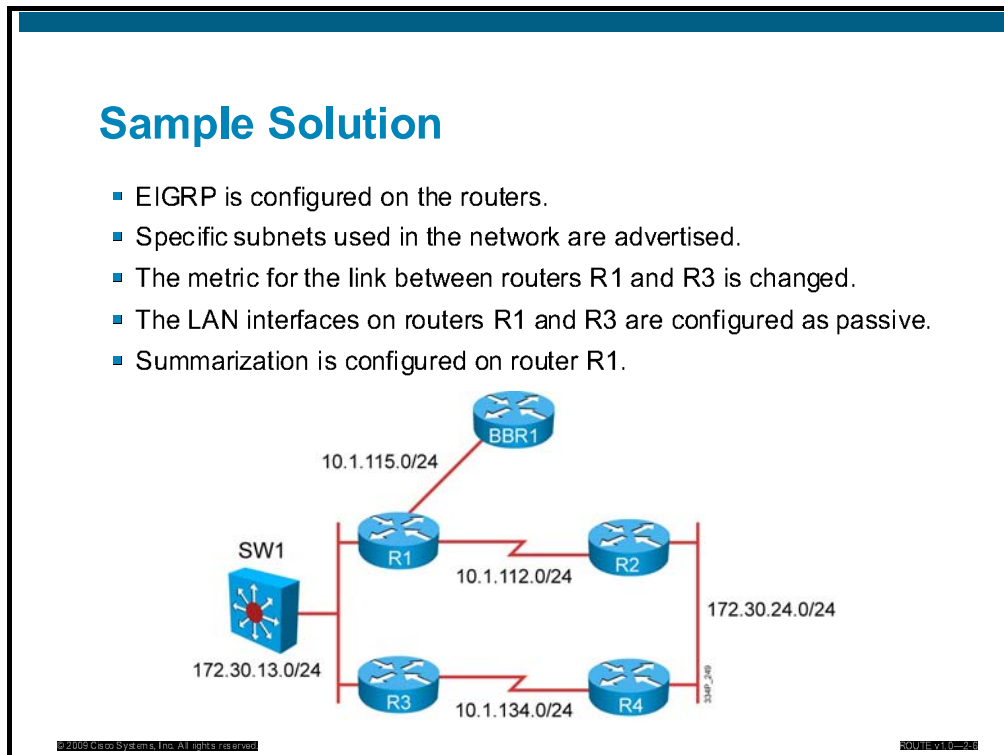 Sample Solution
EIGRP is configured on the routers.
Specific subnets used in the network are advertised.
The metric for the link between routers R1 and R3 is changed.
The LAN interfaces on routers R1 and R3 are configured as passive.
Summarization is configured on router R1.
BBR1
10.1.115.0/24
SW1
R1
R2
10.1.112.0/24
172.30.24.0/24
172.30.13.0/24
R3
R4
10.1.134.0/24
334P_249
© 2009 Cisco Systems, Inc. All rights reserved.
ROUTE v1.0—2-6